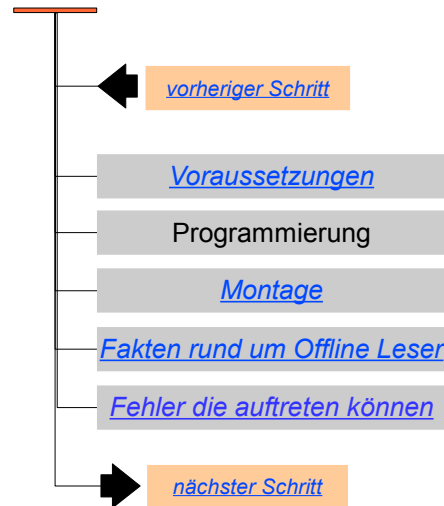 vorheriger Schritt
Voraussetzungen
Programmierung
Montage
Fakten rund um Offline Leser
Fehler die auftreten können
nächster Schritt